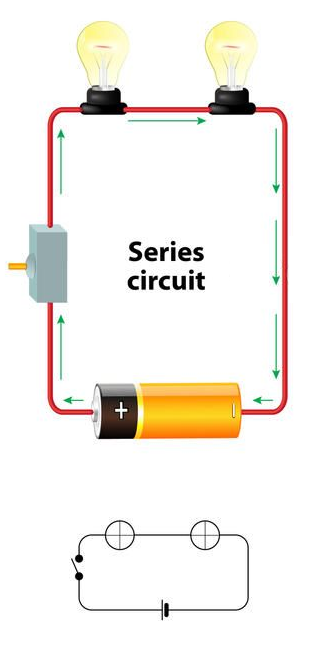 Series
circuit
+ −